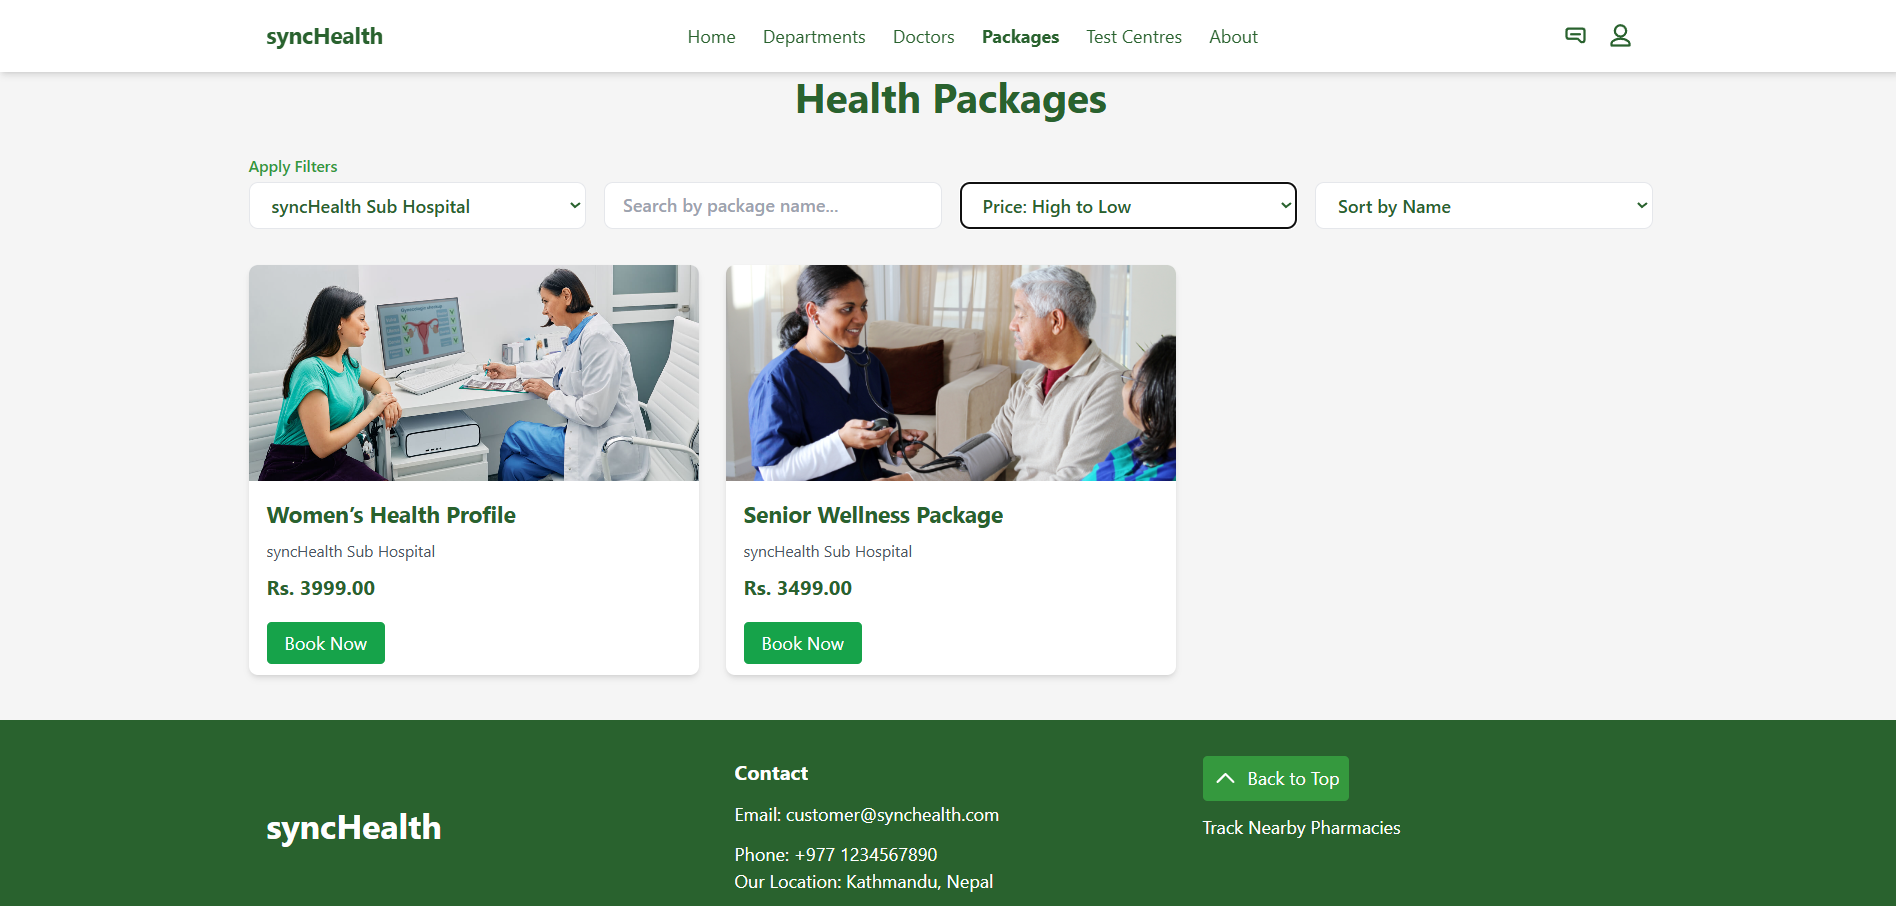 syncHealth
Home Departments Doctors Packages Test Centres About
Health Packages
Apply Filters
syncHealth Sub Hospital
Search by package name...
Price: High to Low
Sort by Name
Women’s Health Profile
syncHealth Sub Hospital
Rs. 3999.00
Book Now
Senior Wellness Package
syncHealth Sub Hospital
Rs. 3499.00
Book Now
syncHealth
Contact
Email: customer@synchealth.com
Phone: +977 1234567890
Our Location: Kathmandu, Nepal
Back to Top
Track Nearby Pharmacies